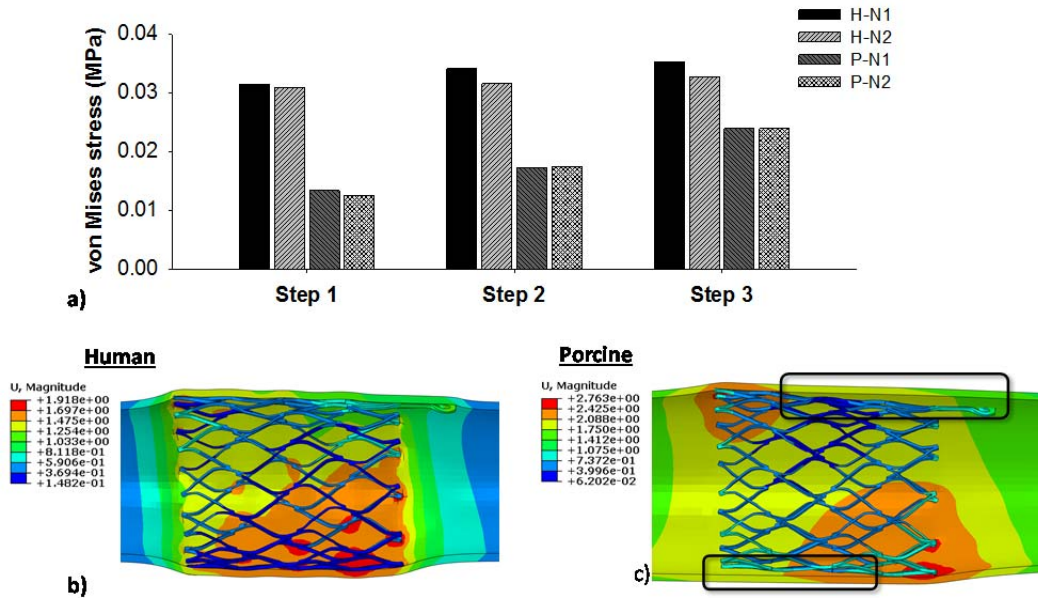 H-N1
H-N2
P-N1
P-N2
von Mises stress (MPa)
0.04
0.03
0.02
0.01
0.00
Step 1
Step 2
Step 3
a)
Human
U, Magnitude
+1.918e+00
+1.697e+00
+1.475e+00
+1.254e+00
+1.033e+00
+8.118e-01
+5.906e-01
+3.694e-01
+1.482e-01
b)
Porcine
U, Magnitude
+2.763e+00
+2.425e+00
+2.088e+00
+1.750e+00
+1.412e+00
+1.075e+00
+7.372e-01
+3.996e-01
+6.202e-02
c)